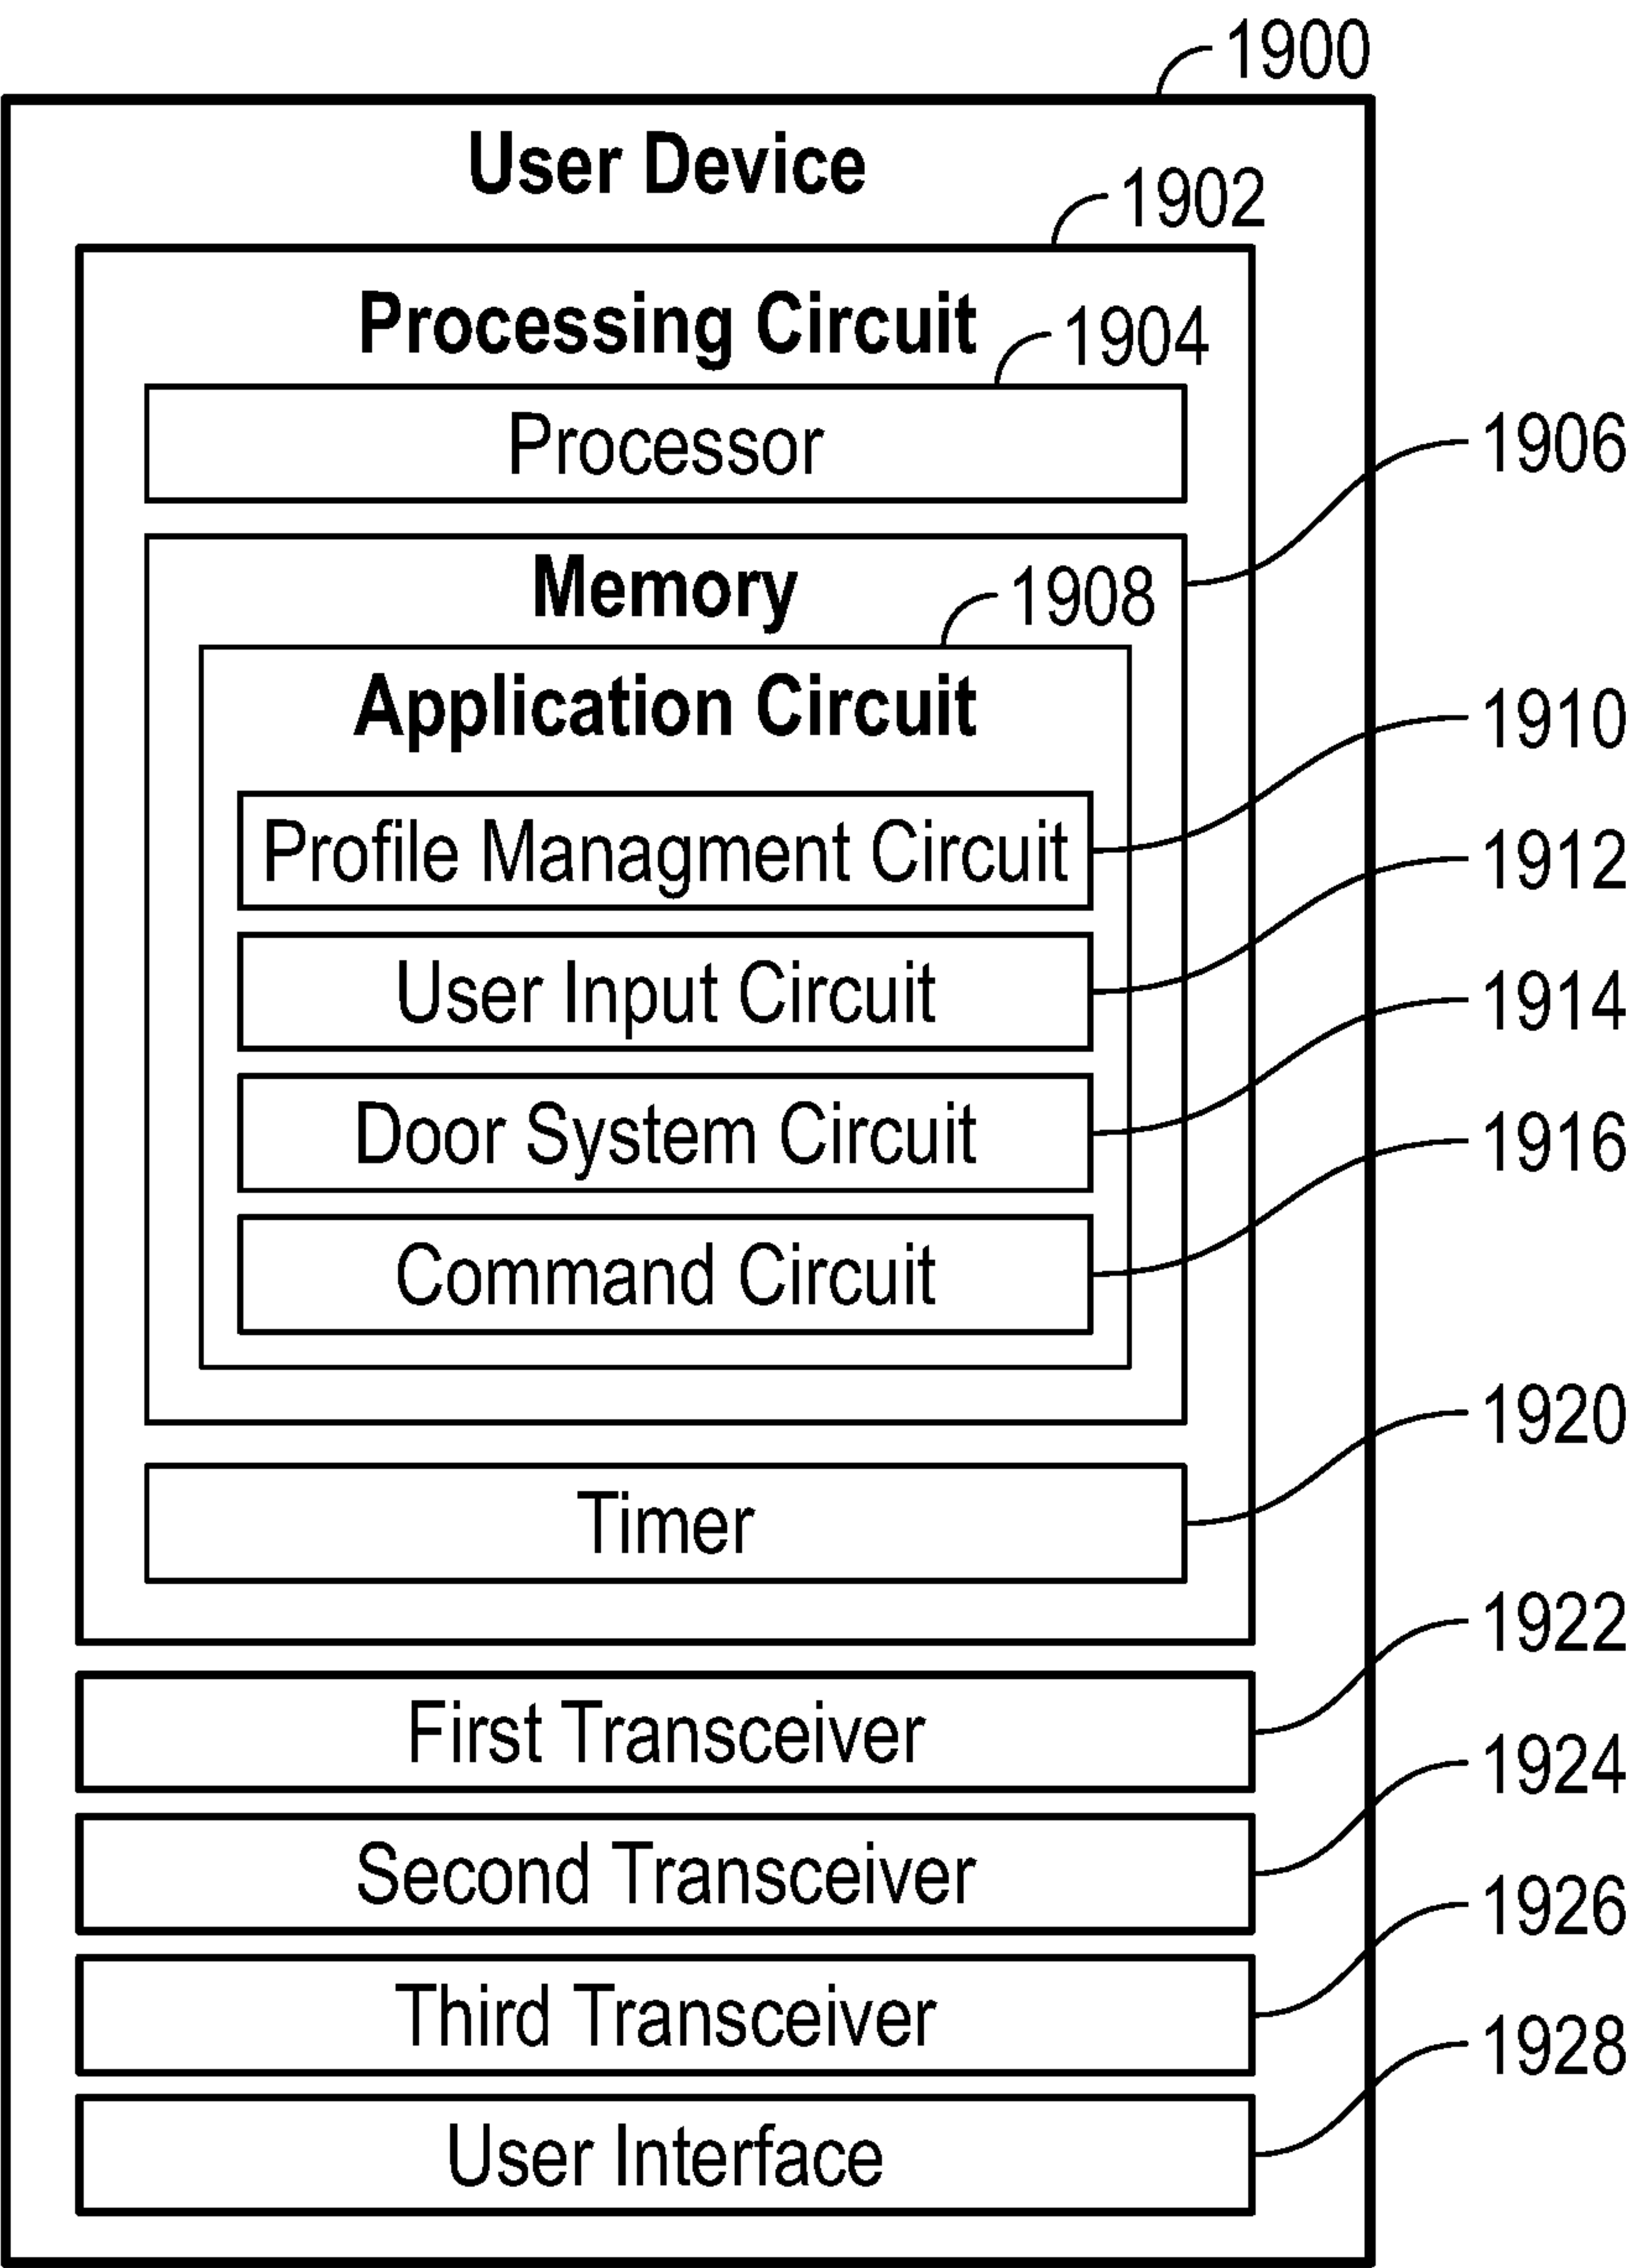 1900
User Device
1902
Processing Circuit
1904
Processor
1906
Memory
1908
Application Circuit
1910
Profile Managment Circuit
1912
User Input Circuit
1914
Door System Circuit
1916
Command Circuit
1920
Timer
1922
First Transceiver
1924
Second Transceiver
1926
Third Transceiver
1928
User Interface